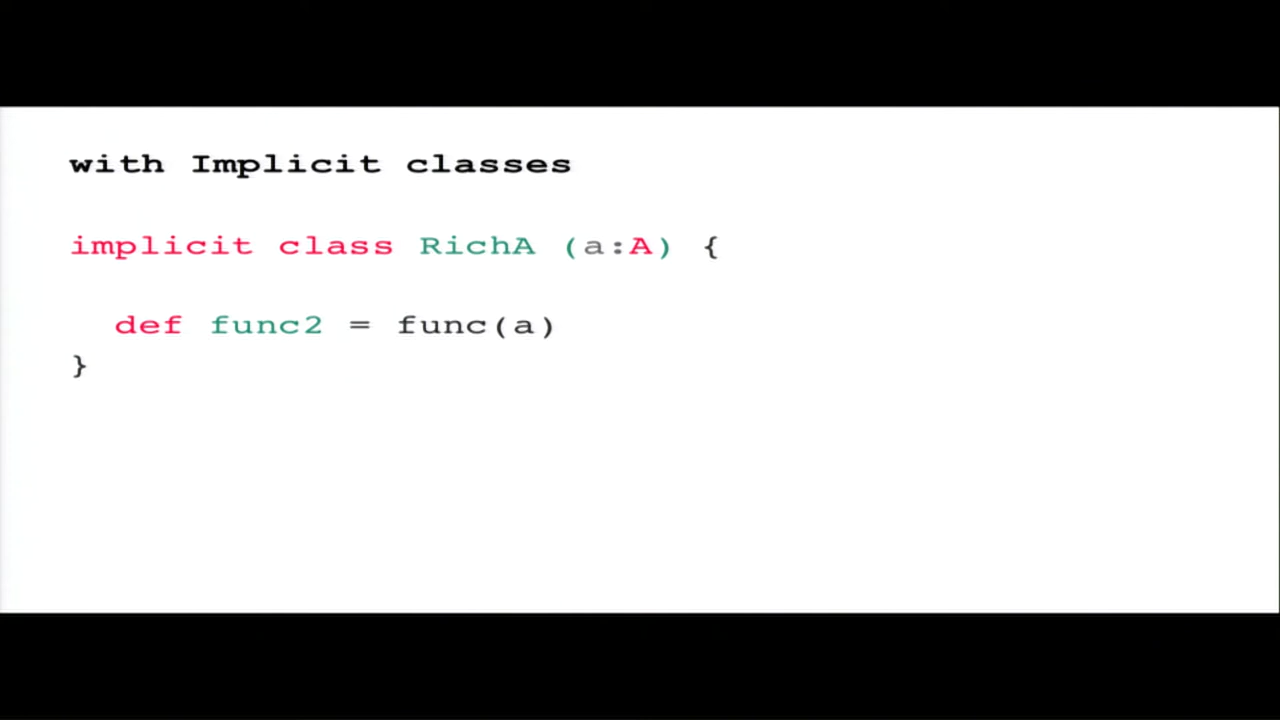 with Implicit classes
implicit class RichA (a:A) {
def func2 = func(a)
}